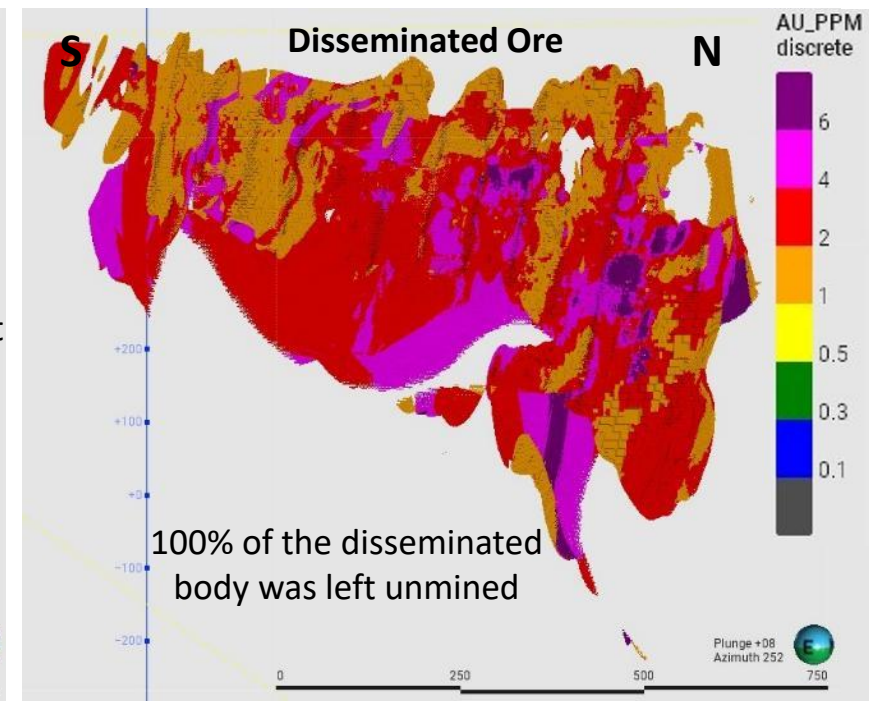 S
Disseminated Ore
N
AU_PPM
discrete
6
4
2
1
0.5
0.3
0.1
t
+200
+100
+0
-100
-200
100% of the disseminated
body was left unmined
Plunge +08
Azimuth 252
E
0 250 500 750